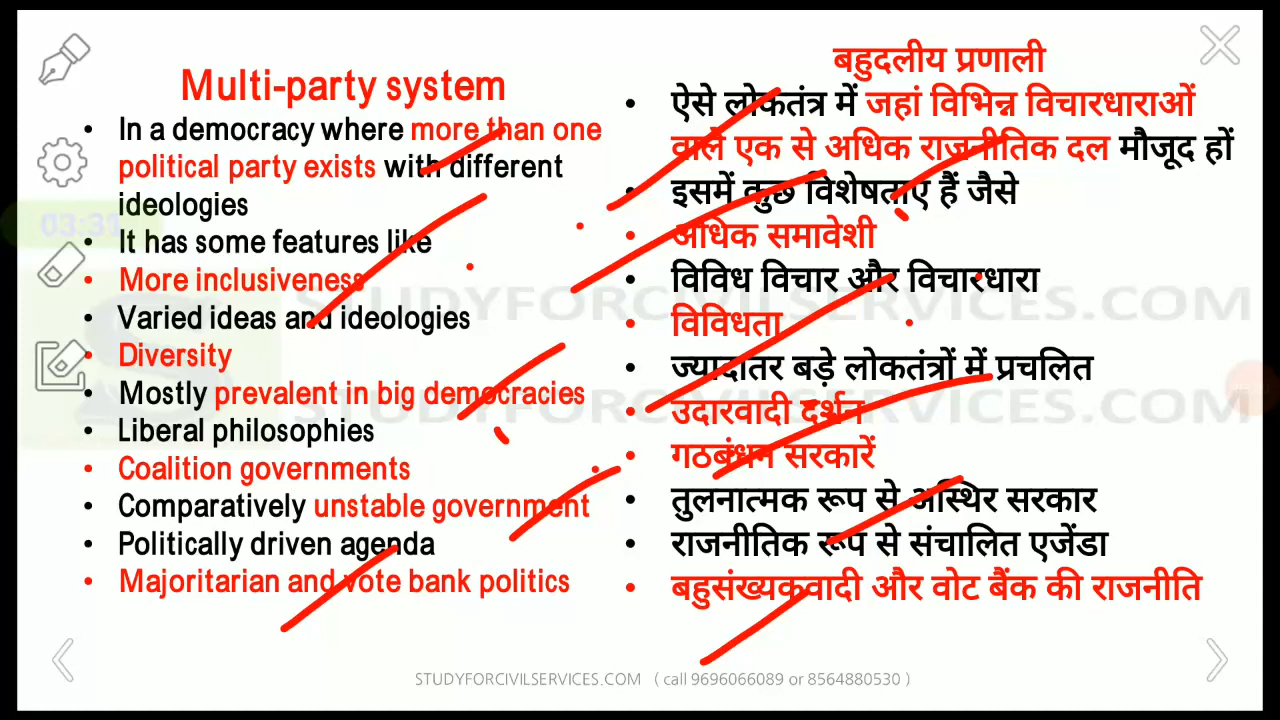 Multi-party system
In a democracy where more than one
political party exists with different
ideologies
It has some features like
More inclusiveness
Varied ideas and ideologies
Diversity
Mostly prevalent in big democracies
Liberal philosophies
Coalition governments
Comparatively unstable government
Politically driven agenda
Majoritarian and vote bank politics
बहुदलीय प्रणाली
ऐसे लोकतंत्र में जहां विभिन्न विचारधाराओं
वाले एक से अधिक राजनीतिक दल मौजूद हों
इसमें कुछ विशेषताएं हैं जैसे
अधिक समावेशी
विविध विचार और विचारधारा
विविधता
ज्यादातर बड़े लोकतंत्रों में प्रचलित
उदारवादी दर्शन
गठबंधन सरकारें
तुलनात्मक रूप से अस्थिर सरकार
राजनीतिक रूप से संचालित एजेंडा
बहुसंख्यकवादी और वोट बैंक की राजनीति
03:31
STUDYFORCIVILSERVICES.COM
STUDYFORCIVILSERVICES.COM
STUDYFORCIVILSERVICES.COM ( call 9696066089 or 8564880530 )